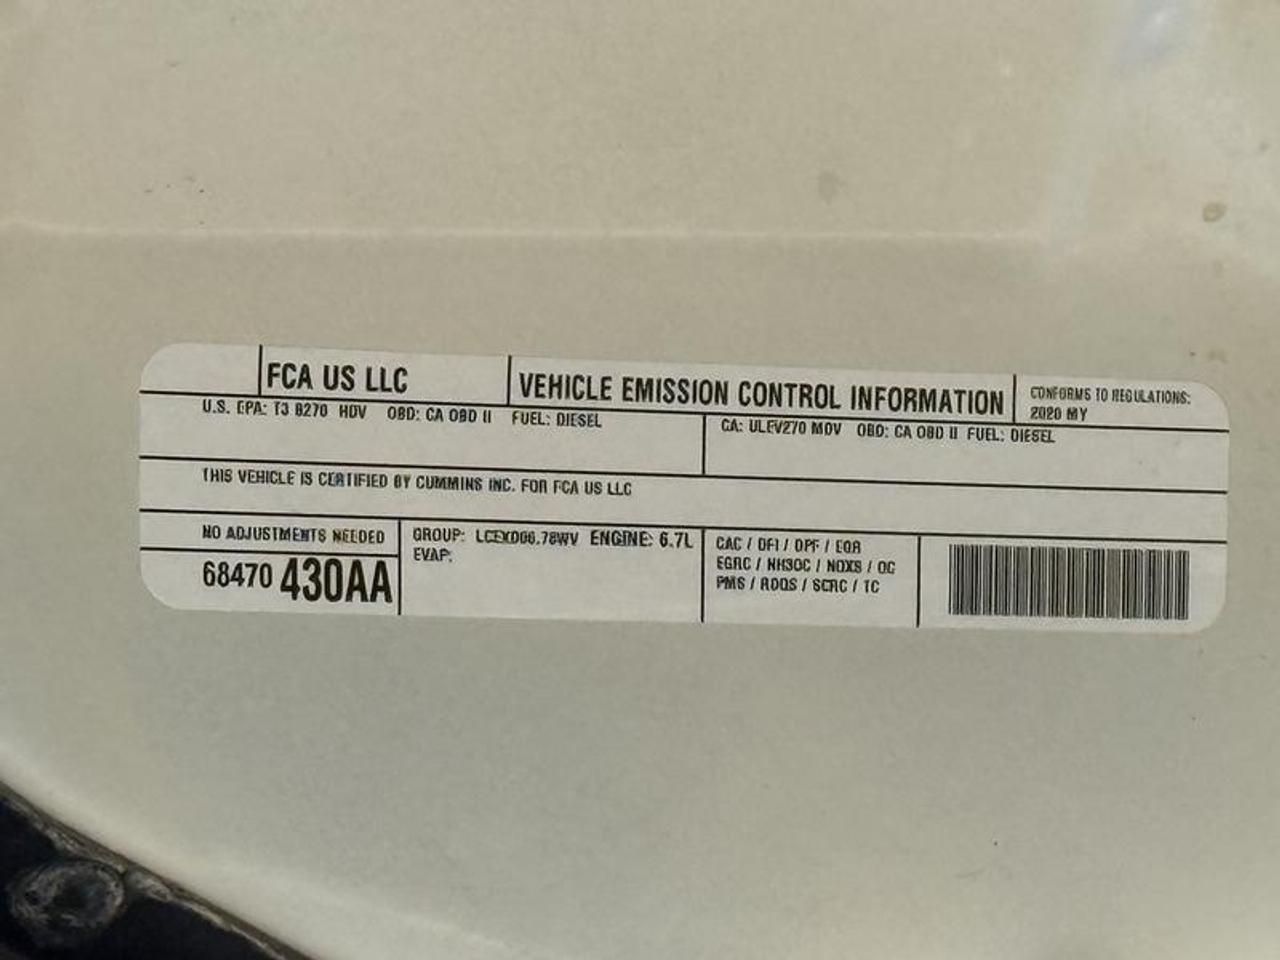 FCA US LLC
VEHICLE EMISSION CONTROL INFORMATION
CONFORMS TO REGULATIONS:
2020 MY
U.S. EPA: T3 B270 HDV OBD: CA OBD II FUEL: DIESEL
CA: ULEV270 MDV OBD: CA OBD II FUEL: DIESEL
THIS VEHICLE IS CERTIFIED BY CUMMINS INC. FOR FCA US LLC
NO ADJUSTMENTS NEEDED
68470 430AA
GROUP: LCEXD06.78WV ENGINE: 6.7L
EVAP:
CAC / DFI / DPF / EGR
EGRC / NH3OC / NOXS / OC
PMS / RDQS / SCRC / TC